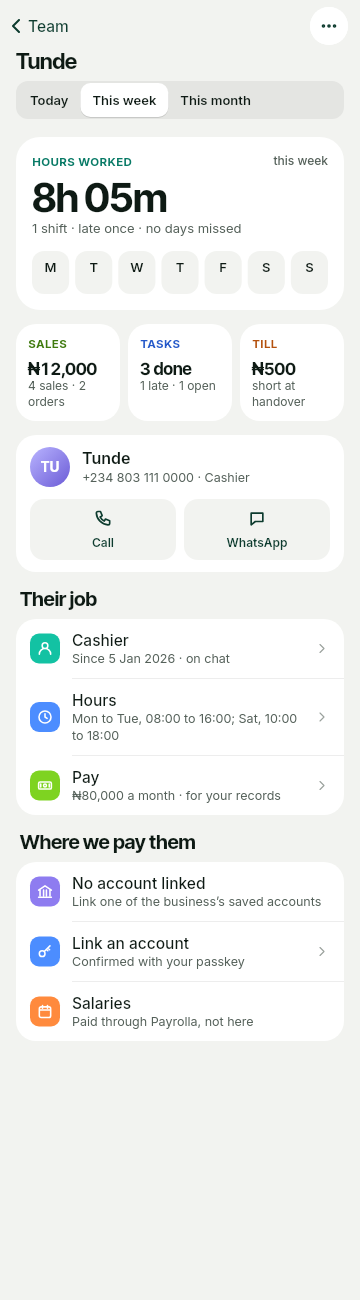 Team
Tunde
Today This week This month
HOURS WORKED this week
8h 05m
1 shift · late once · no days missed
M T W T F S S
SALES TASKS TILL
₦12,000 3 done ₦500
4 sales · 2 orders 1 late · 1 open short at handover
TU Tunde
+234 803 111 0000 · Cashier
Call WhatsApp
Their job
Cashier
Since 5 Jan 2026 · on chat
Hours
Mon to Tue, 08:00 to 16:00; Sat, 10:00
to 18:00
Pay
₦80,000 a month · for your records
Where we pay them
No account linked
Link one of the business’s saved accounts
Link an account
Confirmed with your passkey
Salaries
Paid through Payrolla, not here